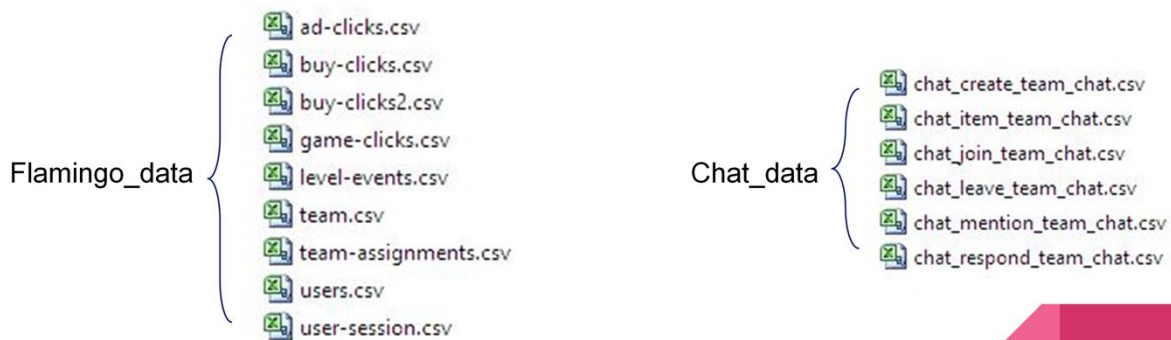 Flamingo_data
ad-clicks.csv
buy-clicks.csv
buy-clicks2.csv
game-clicks.csv
level-events.csv
team.csv
team-assignments.csv
users.csv
user-session.csv
Chat_data
chat_create_team_chat.csv
chat_item_team_chat.csv
chat_join_team_chat.csv
chat_leave_team_chat.csv
chat_mention_team_chat.csv
chat_respond_team_chat.csv